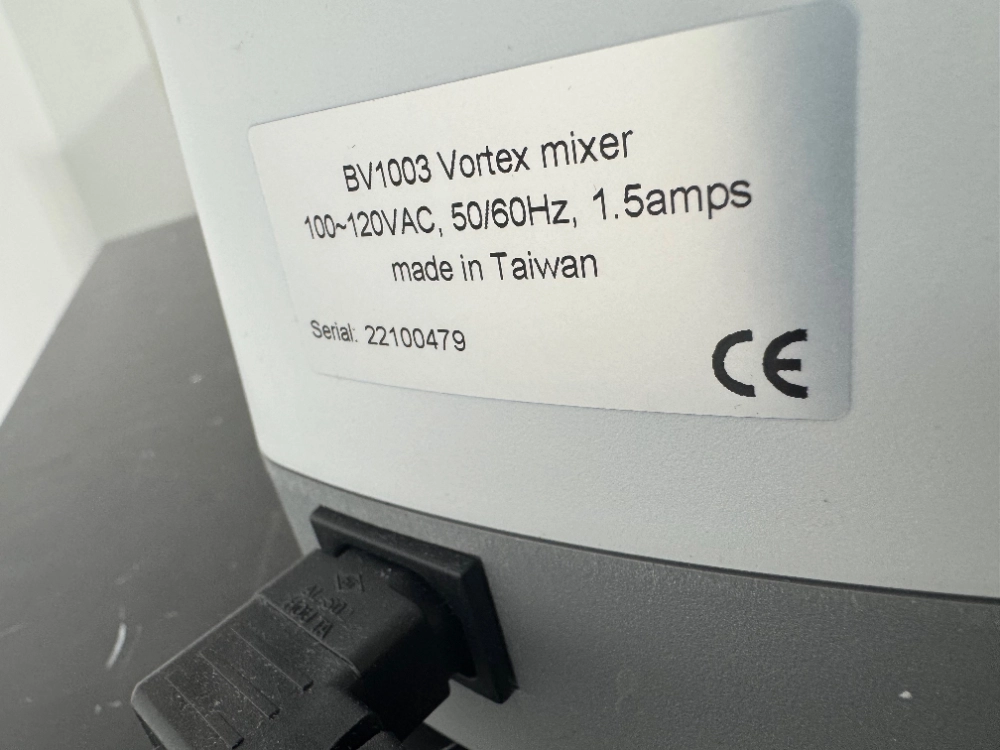 BV1003 Vortex mixer
100~120VAC, 50/60Hz, 1.5amps
made in Taiwan
Serial: 22100479
CE